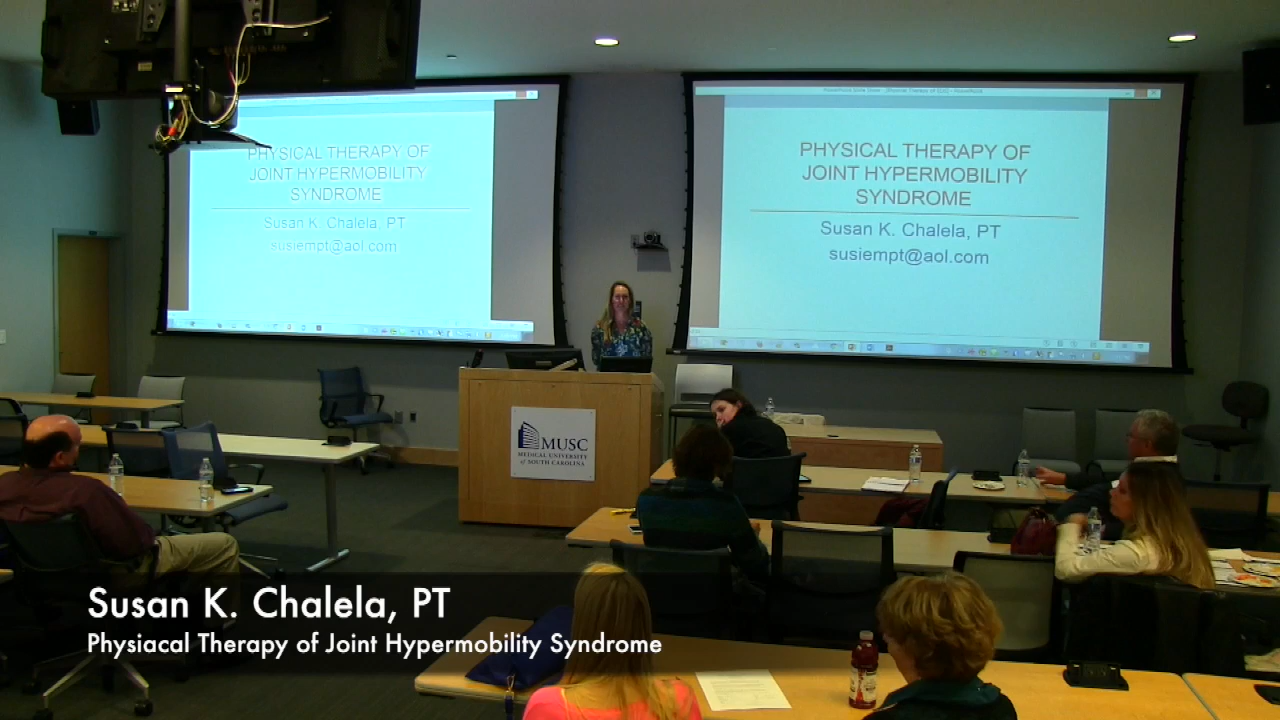 PHYSICAL THERAPY OF
JOINT HYPERMOBILITY
SYNDROME
Susan K. Chalela, PT
susiempt@aol.com
PHYSICAL THERAPY OF
JOINT HYPERMOBILITY
SYNDROME
Susan K. Chalela, PT
susiempt@aol.com
MUSC
MEDICAL UNIVERSITY
of SOUTH CAROLINA
Susan K. Chalela, PT
Physiacal Therapy of Joint Hypermobility Syndrome